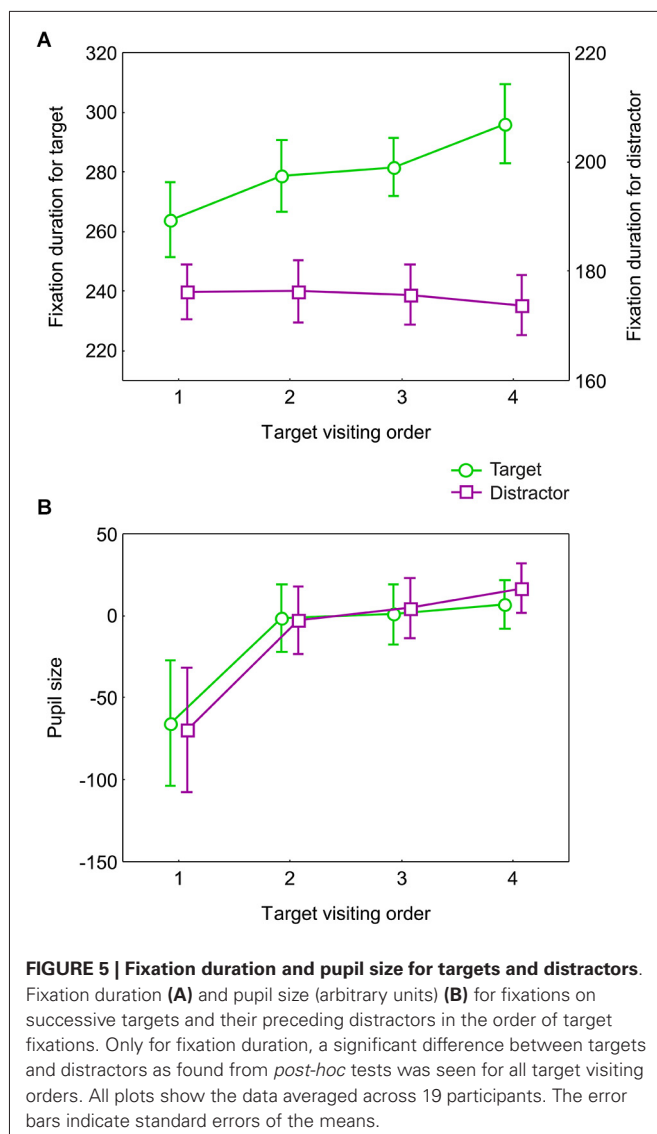 A
320
300
280
260
240
220
Fixation duration for target
220
200
180
160
Fixation duration for distractor
1 2 3 4
Target visiting order
Target
Distractor
B
50
0
-50
-100
-150
Pupil size
1 2 3 4
Target visiting order
FIGURE 5 | Fixation duration and pupil size for targets and distractors.
Fixation duration (A) and pupil size (arbitrary units) (B) for fixations on
successive targets and their preceding distractors in the order of target
fixations. Only for fixation duration, a significant difference between targets
and distractors as found from post-hoc tests was seen for all target visiting
orders. All plots show the data averaged across 19 participants. The error
bars indicate standard errors of the means.